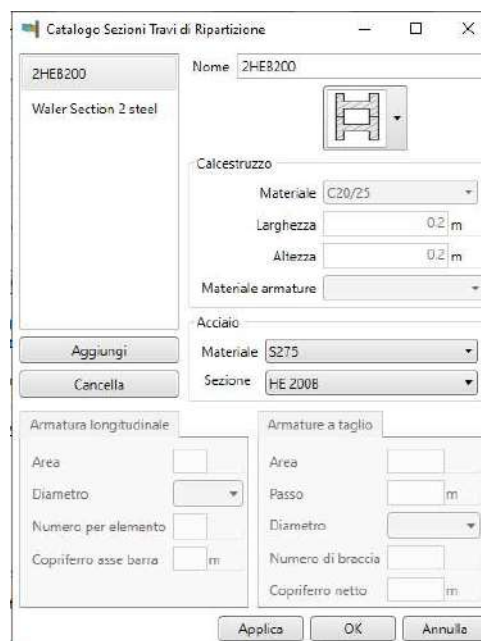 Catalogo Sezioni Travi di Ripartizione
2HEB200
Waler Section 2 steel
Aggiungi
Cancella
Nome 2HEB200
Calcestruzzo
Materiale C20/25
Larghezza 0.2 m
Altezza 0.2 m
Materiale armature
Acciaio
Materiale S275
Sezione HE 200B
Armatura longitudinale
Area
Diametro
Numero per elemento
Copriferro asse barra m
Armature a taglio
Area
Passo m
Diametro
Numero di braccia
Copriferro netto m
Applica OK Annulla